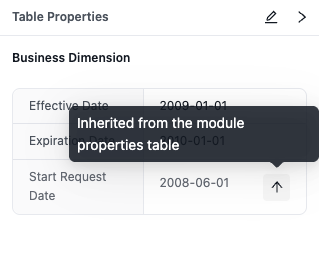 Table Properties
Business Dimension
Effective Date 2009-01-01
Inherited from the module
properties table
Start Request
Date
2008-06-01